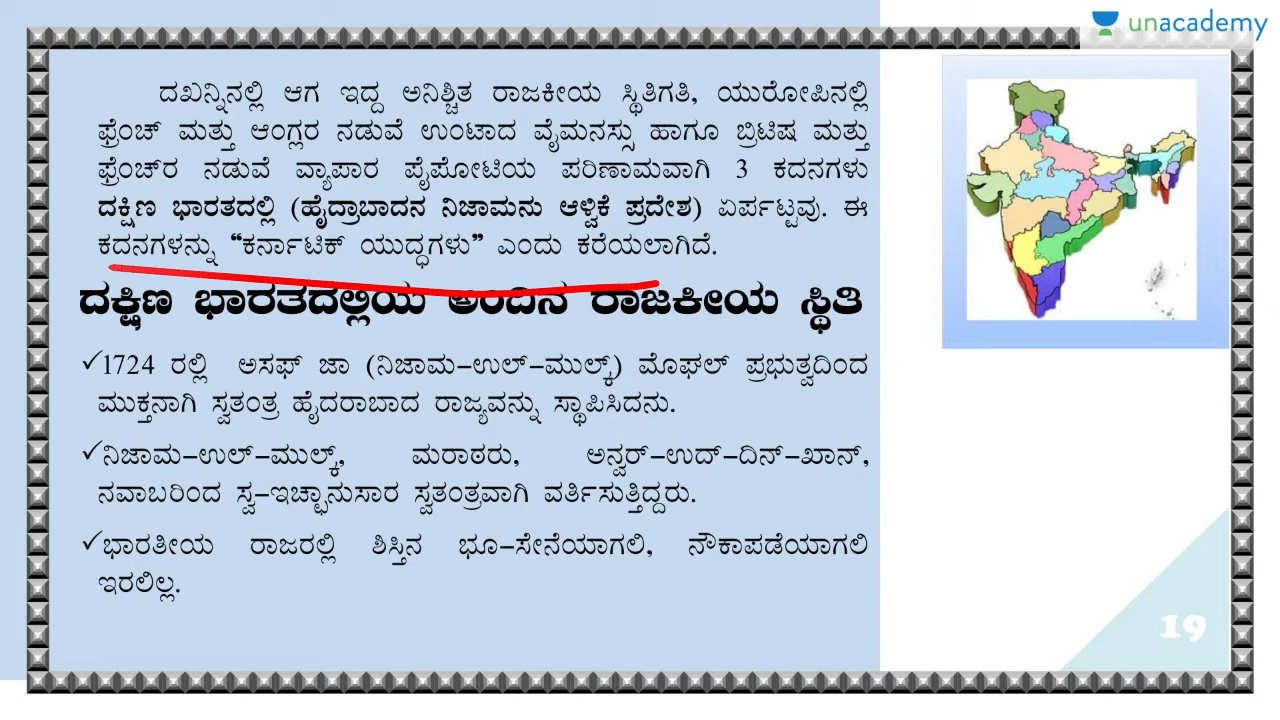 unacademy
ದಖನ್ನಿನಲ್ಲಿ ಆಗ ಇದ್ದ ಅನಿಶ್ಚಿತ ರಾಜಕೀಯ ಸ್ಥಿತಿಗತಿ, ಯುರೋಪಿನಲ್ಲಿ
ಫ್ರೆಂಚ್ ಮತ್ತು ಆಂಗ್ಲರ ನಡುವೆ ಉಂಟಾದ ವೈಮನಸ್ಸು ಹಾಗೂ ಬ್ರಿಟಿಷ ಮತ್ತು
ಫ್ರೆಂಚ್‌ರ ನಡುವೆ ವ್ಯಾಪಾರ ಪೈಪೋಟಿಯ ಪರಿಣಾಮವಾಗಿ 3 ಕದನಗಳು
ದಕ್ಷಿಣ ಭಾರತದಲ್ಲಿ (ಹೈದ್ರಾಬಾದನ ನಿಜಾಮನು ಆಳ್ವಿಕೆ ಪ್ರದೇಶ) ಏರ್ಪಟ್ಟವು. ಈ
ಕದನಗಳನ್ನು “ಕರ್ನಾಟಿಕ್ ಯುದ್ಧಗಳು” ಎಂದು ಕರೆಯಲಾಗಿದೆ.
ದಕ್ಷಿಣ ಭಾರತದಲ್ಲಿಯ ಅಂದಿನ ರಾಜಕೀಯ ಸ್ಥಿತಿ
✓1724 ರಲ್ಲಿ ಅಸಫ್ ಜಾ (ನಿಜಾಮ-ಉಲ್-ಮುಲ್ಕ್) ಮೊಘಲ್ ಪ್ರಭುತ್ವದಿಂದ
ಮುಕ್ತನಾಗಿ ಸ್ವತಂತ್ರ ಹೈದರಾಬಾದ ರಾಜ್ಯವನ್ನು ಸ್ಥಾಪಿಸಿದನು.
✓ನಿಜಾಮ-ಉಲ್-ಮುಲ್ಕ್, ಮರಾಠರು, ಅನ್ವರ್-ಉದ್-ದಿನ್-ಖಾನ್,
ನವಾಬರಿಂದ ಸ್ವ-ಇಚ್ಛಾನುಸಾರ ಸ್ವತಂತ್ರವಾಗಿ ವರ್ತಿಸುತ್ತಿದ್ದರು.
✓ಭಾರತೀಯ ರಾಜರಲ್ಲಿ ಶಿಸ್ತಿನ ಭೂ-ಸೇನೆಯಾಗಲಿ, ನೌಕಾಪಡೆಯಾಗಲಿ
ಇರಲಿಲ್ಲ.
19